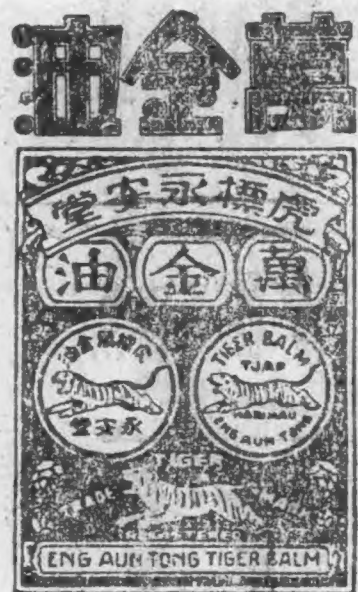 萬金油
虎標永安堂
萬金油
虎標萬金油
永安堂
TIGER BALM
TJAP
HARIMAU
ENG AUN TONG
TIGER
TRADE MARK
REGISTERED
ENG AUN TONG TIGER BALM